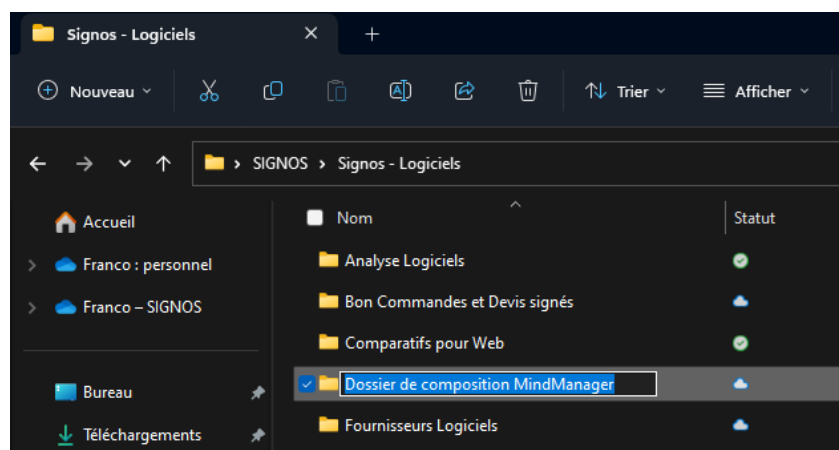 Signos - Logiciels
Nouveau
Trier
Afficher
SIGNOS > Signos - Logiciels
Accueil
Nom
Statut
Franco : personnel
Analyse Logiciels
Franco – SIGNOS
Bon Commandes et Devis signés
Comparatifs pour Web
Bureau
Dossier de composition MindManager
Téléchargements
Fournisseurs Logiciels